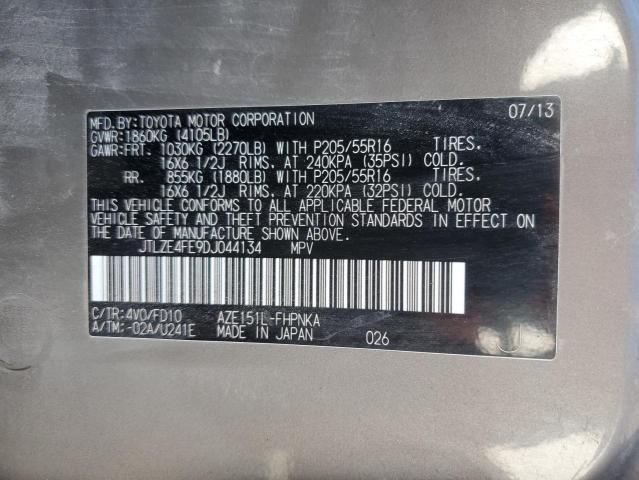 MFD.BY:TOYOTA MOTOR CORPORATION 07/13
GVWR:1860KG (4105LB)
GAWR:FRT. 1030KG (2270LB) WITH P205/55R16 TIRES,
16X6 1/2J RIMS, AT 240KPA (35PSI) COLD.
RR. 855KG (1880LB) WITH P205/55R16 TIRES,
16X6 1/2J RIMS, AT 220KPA (32PSI) COLD.
THIS VEHICLE CONFORMS TO ALL APPLICABLE FEDERAL MOTOR
VEHICLE SAFETY AND THEFT PREVENTION STANDARDS IN EFFECT ON
THE DATE OF MANUFACTURE SHOWN ABOVE.
JTLZE4FE9DJ044134 MPV
C/TR:4V0/FD10 AZE151L-FHPNKA
A/TM:-02A/U241E MADE IN JAPAN 026 J